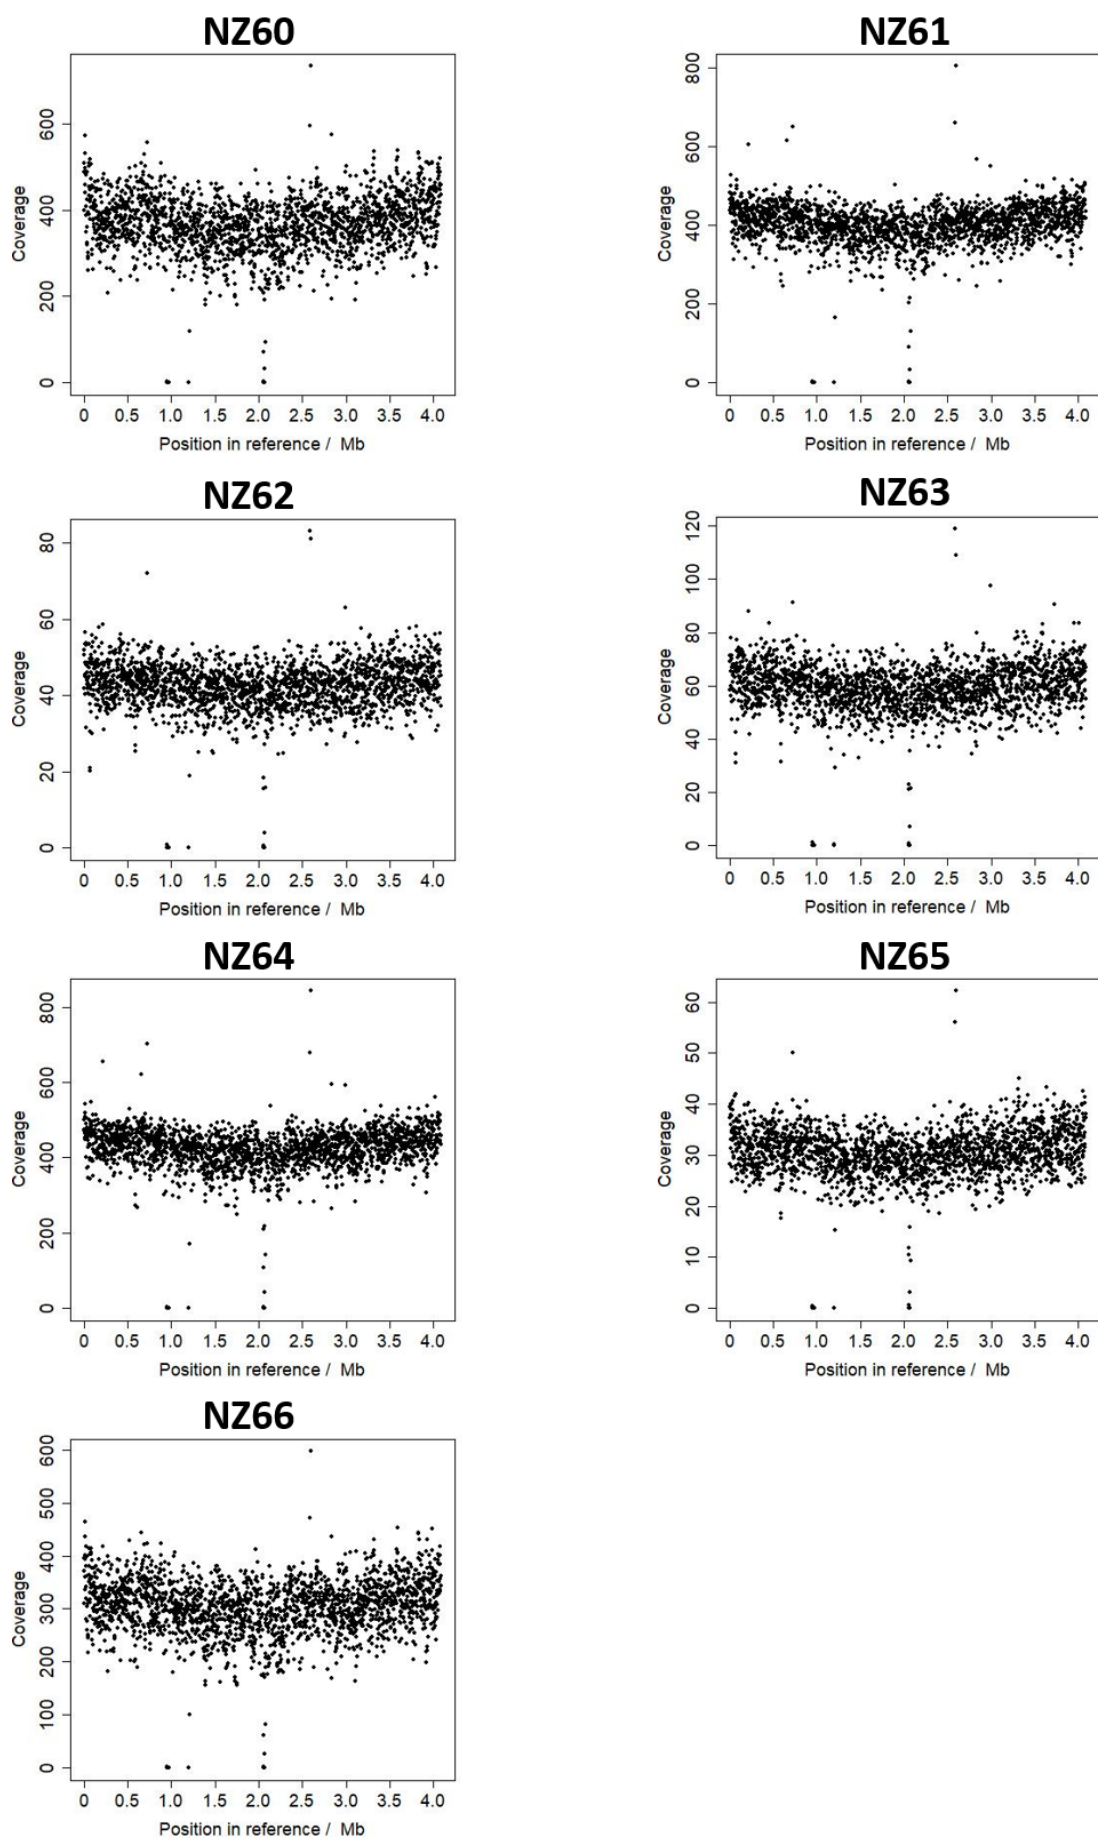 NZ60
Coverage
0 200 400 600
0 0.5 1.0 1.5 2.0 2.5 3.0 3.5 4.0
Position in reference / Mb
NZ61
Coverage
0 200 400 600 800
0 0.5 1.0 1.5 2.0 2.5 3.0 3.5 4.0
Position in reference / Mb
NZ62
Coverage
0 20 40 60 80
0 0.5 1.0 1.5 2.0 2.5 3.0 3.5 4.0
Position in reference / Mb
NZ63
Coverage
0 20 40 60 80 100 120
0 0.5 1.0 1.5 2.0 2.5 3.0 3.5 4.0
Position in reference / Mb
NZ64
Coverage
0 200 400 600 800
0 0.5 1.0 1.5 2.0 2.5 3.0 3.5 4.0
Position in reference / Mb
NZ65
Coverage
0 10 20 30 40 50 60
0 0.5 1.0 1.5 2.0 2.5 3.0 3.5 4.0
Position in reference / Mb
NZ66
Coverage
0 100 200 300 400 500 600
0 0.5 1.0 1.5 2.0 2.5 3.0 3.5 4.0
Position in reference / Mb